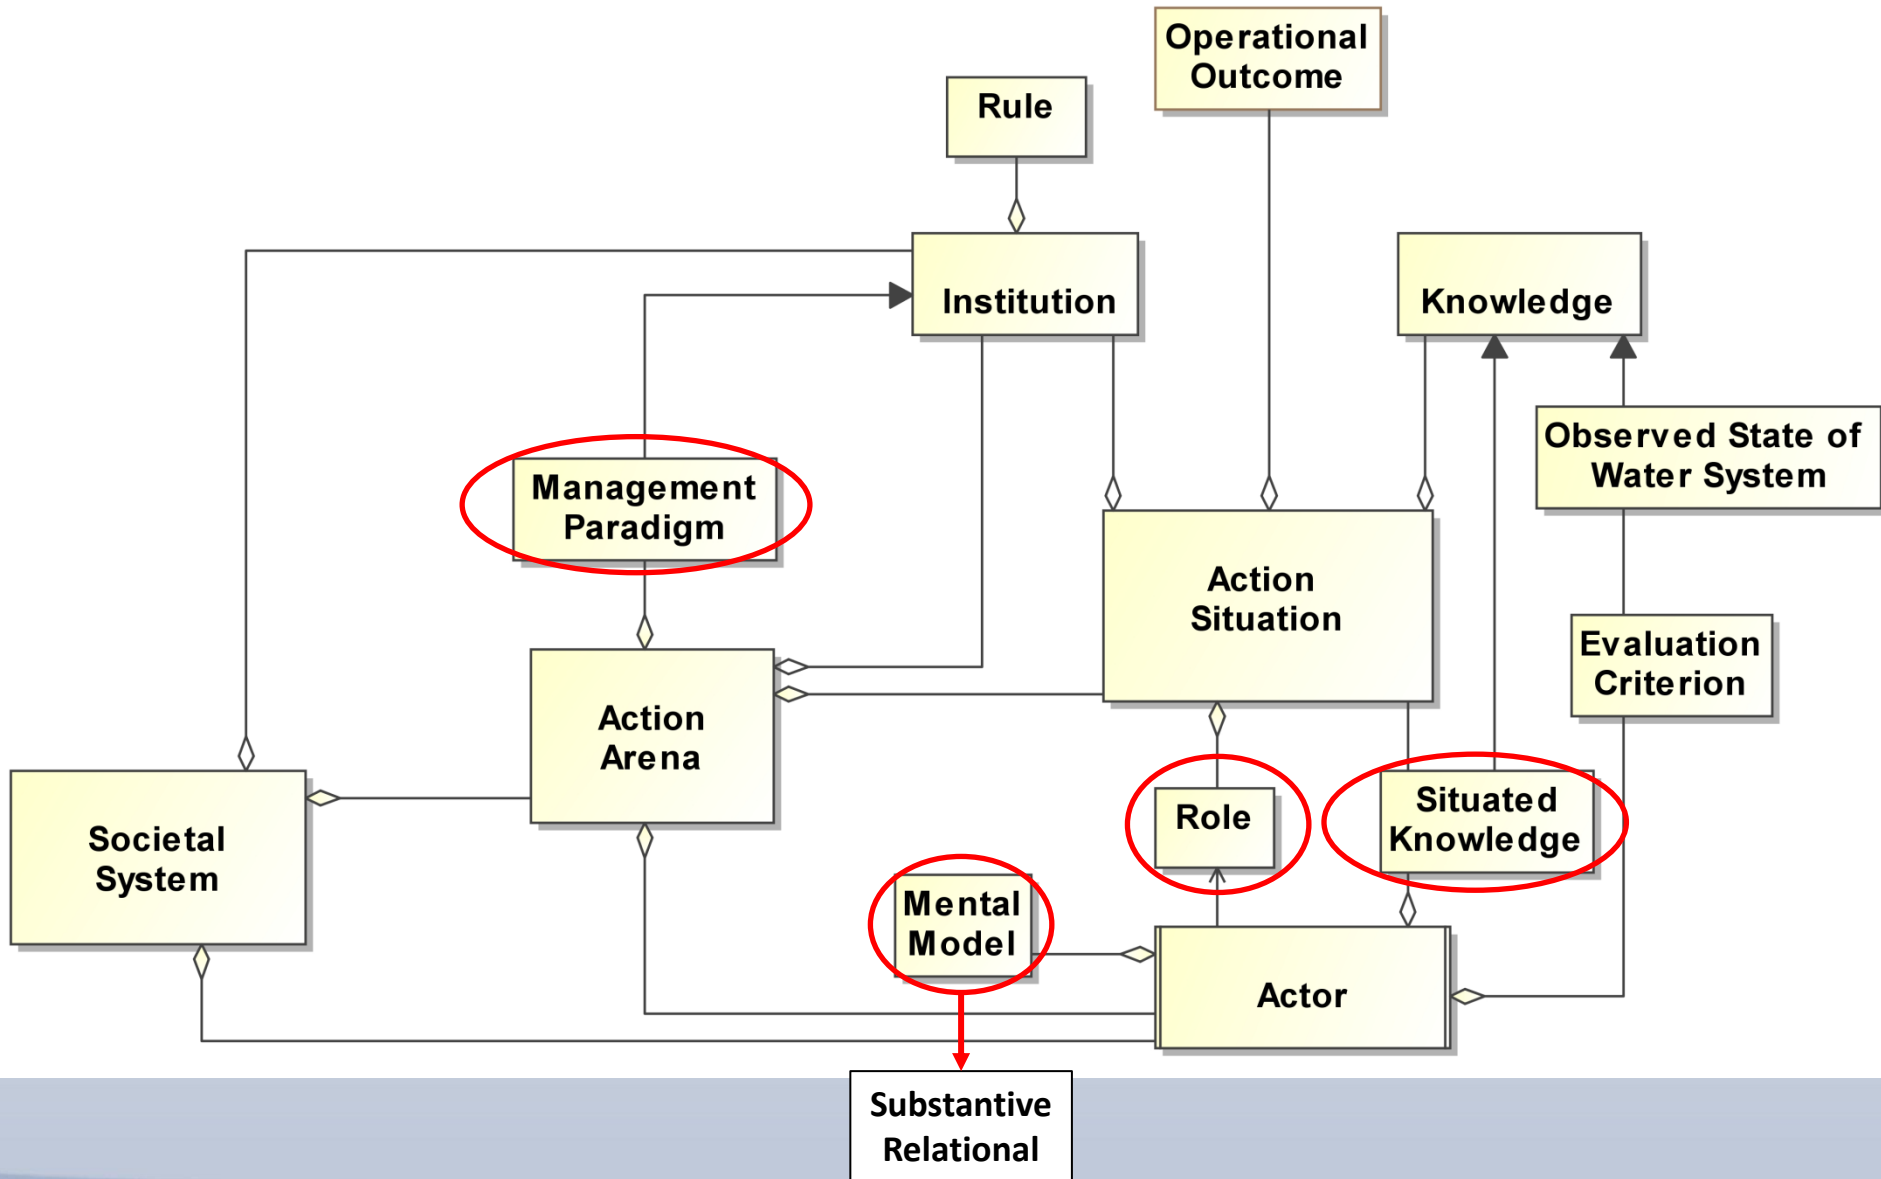 Operational
Outcome
Rule
Institution
Knowledge
Observed State of
Water System
Management
Paradigm
Action
Situation
Evaluation
Criterion
Action
Arena
Role
Situated
Knowledge
Societal
System
Mental
Model
Actor
Substantive
Relational